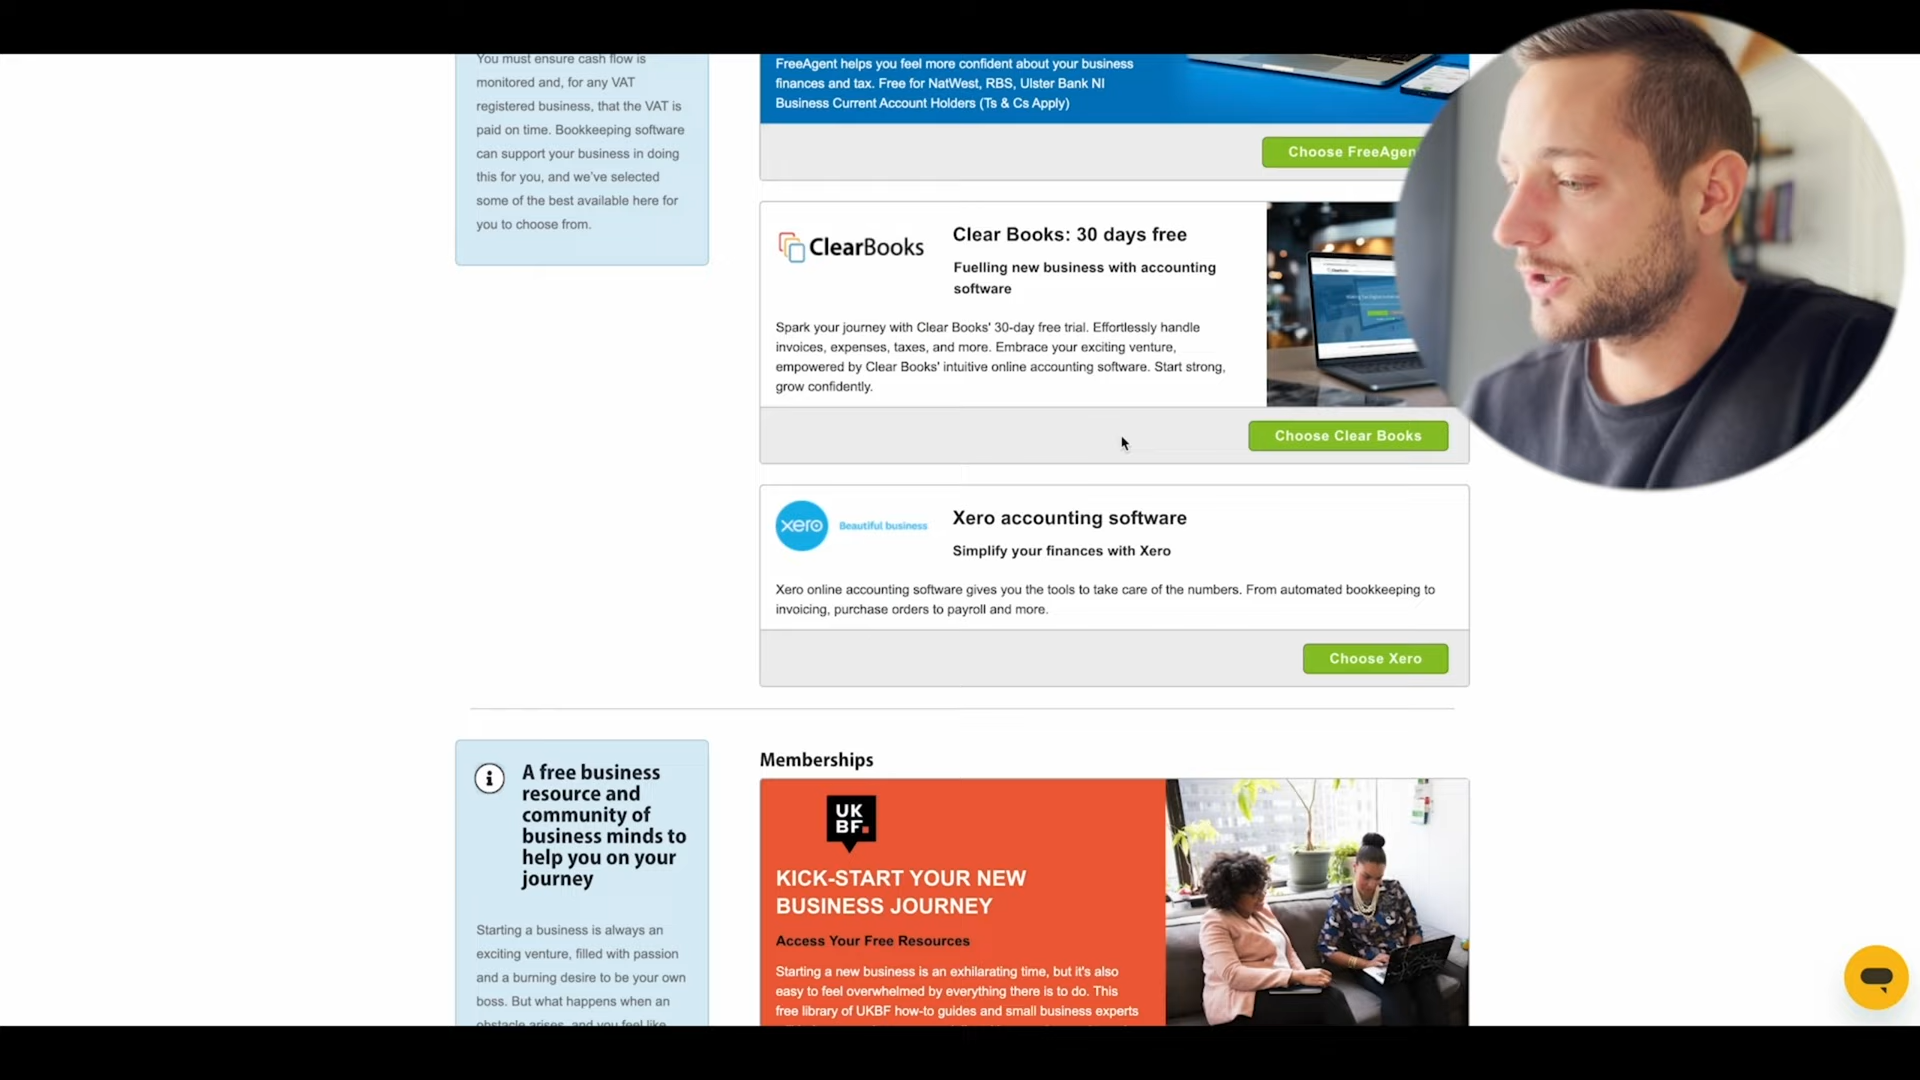 You must ensure cash flow is
monitored and, for any VAT
registered business, that the VAT is
paid on time. Bookkeeping software
can support your business in doing
this for you, and we've selected
some of the best available here for
you to choose from.
FreeAgent helps you feel more confident about your business
finances and tax. Free for NatWest, RBS, Ulster Bank NI
Business Current Account Holders (Ts & Cs Apply)
Choose FreeAgen
ClearBooks
Clear Books: 30 days free
Fuelling new business with accounting
software
Spark your journey with Clear Books' 30-day free trial. Effortlessly handle
invoices, expenses, taxes, and more. Embrace your exciting venture,
empowered by Clear Books' intuitive online accounting software. Start strong,
grow confidently.
Choose Clear Books
xero
Beautiful business
Xero accounting software
Simplify your finances with Xero
Xero online accounting software gives you the tools to take care of the numbers. From automated bookkeeping to
invoicing, purchase orders to payroll and more.
Choose Xero
A free business
resource and
community of
business minds to
help you on your
journey
Starting a business is always an
exciting venture, filled with passion
and a burning desire to be your own
boss. But what happens when an
obstacle arises, and you feel like
Memberships
UK
BF.
KICK-START YOUR NEW
BUSINESS JOURNEY
Access Your Free Resources
Starting a new business is an exhilarating time, but it's also
easy to feel overwhelmed by everything there is to do. This
free library of UKBF how-to guides and small business experts